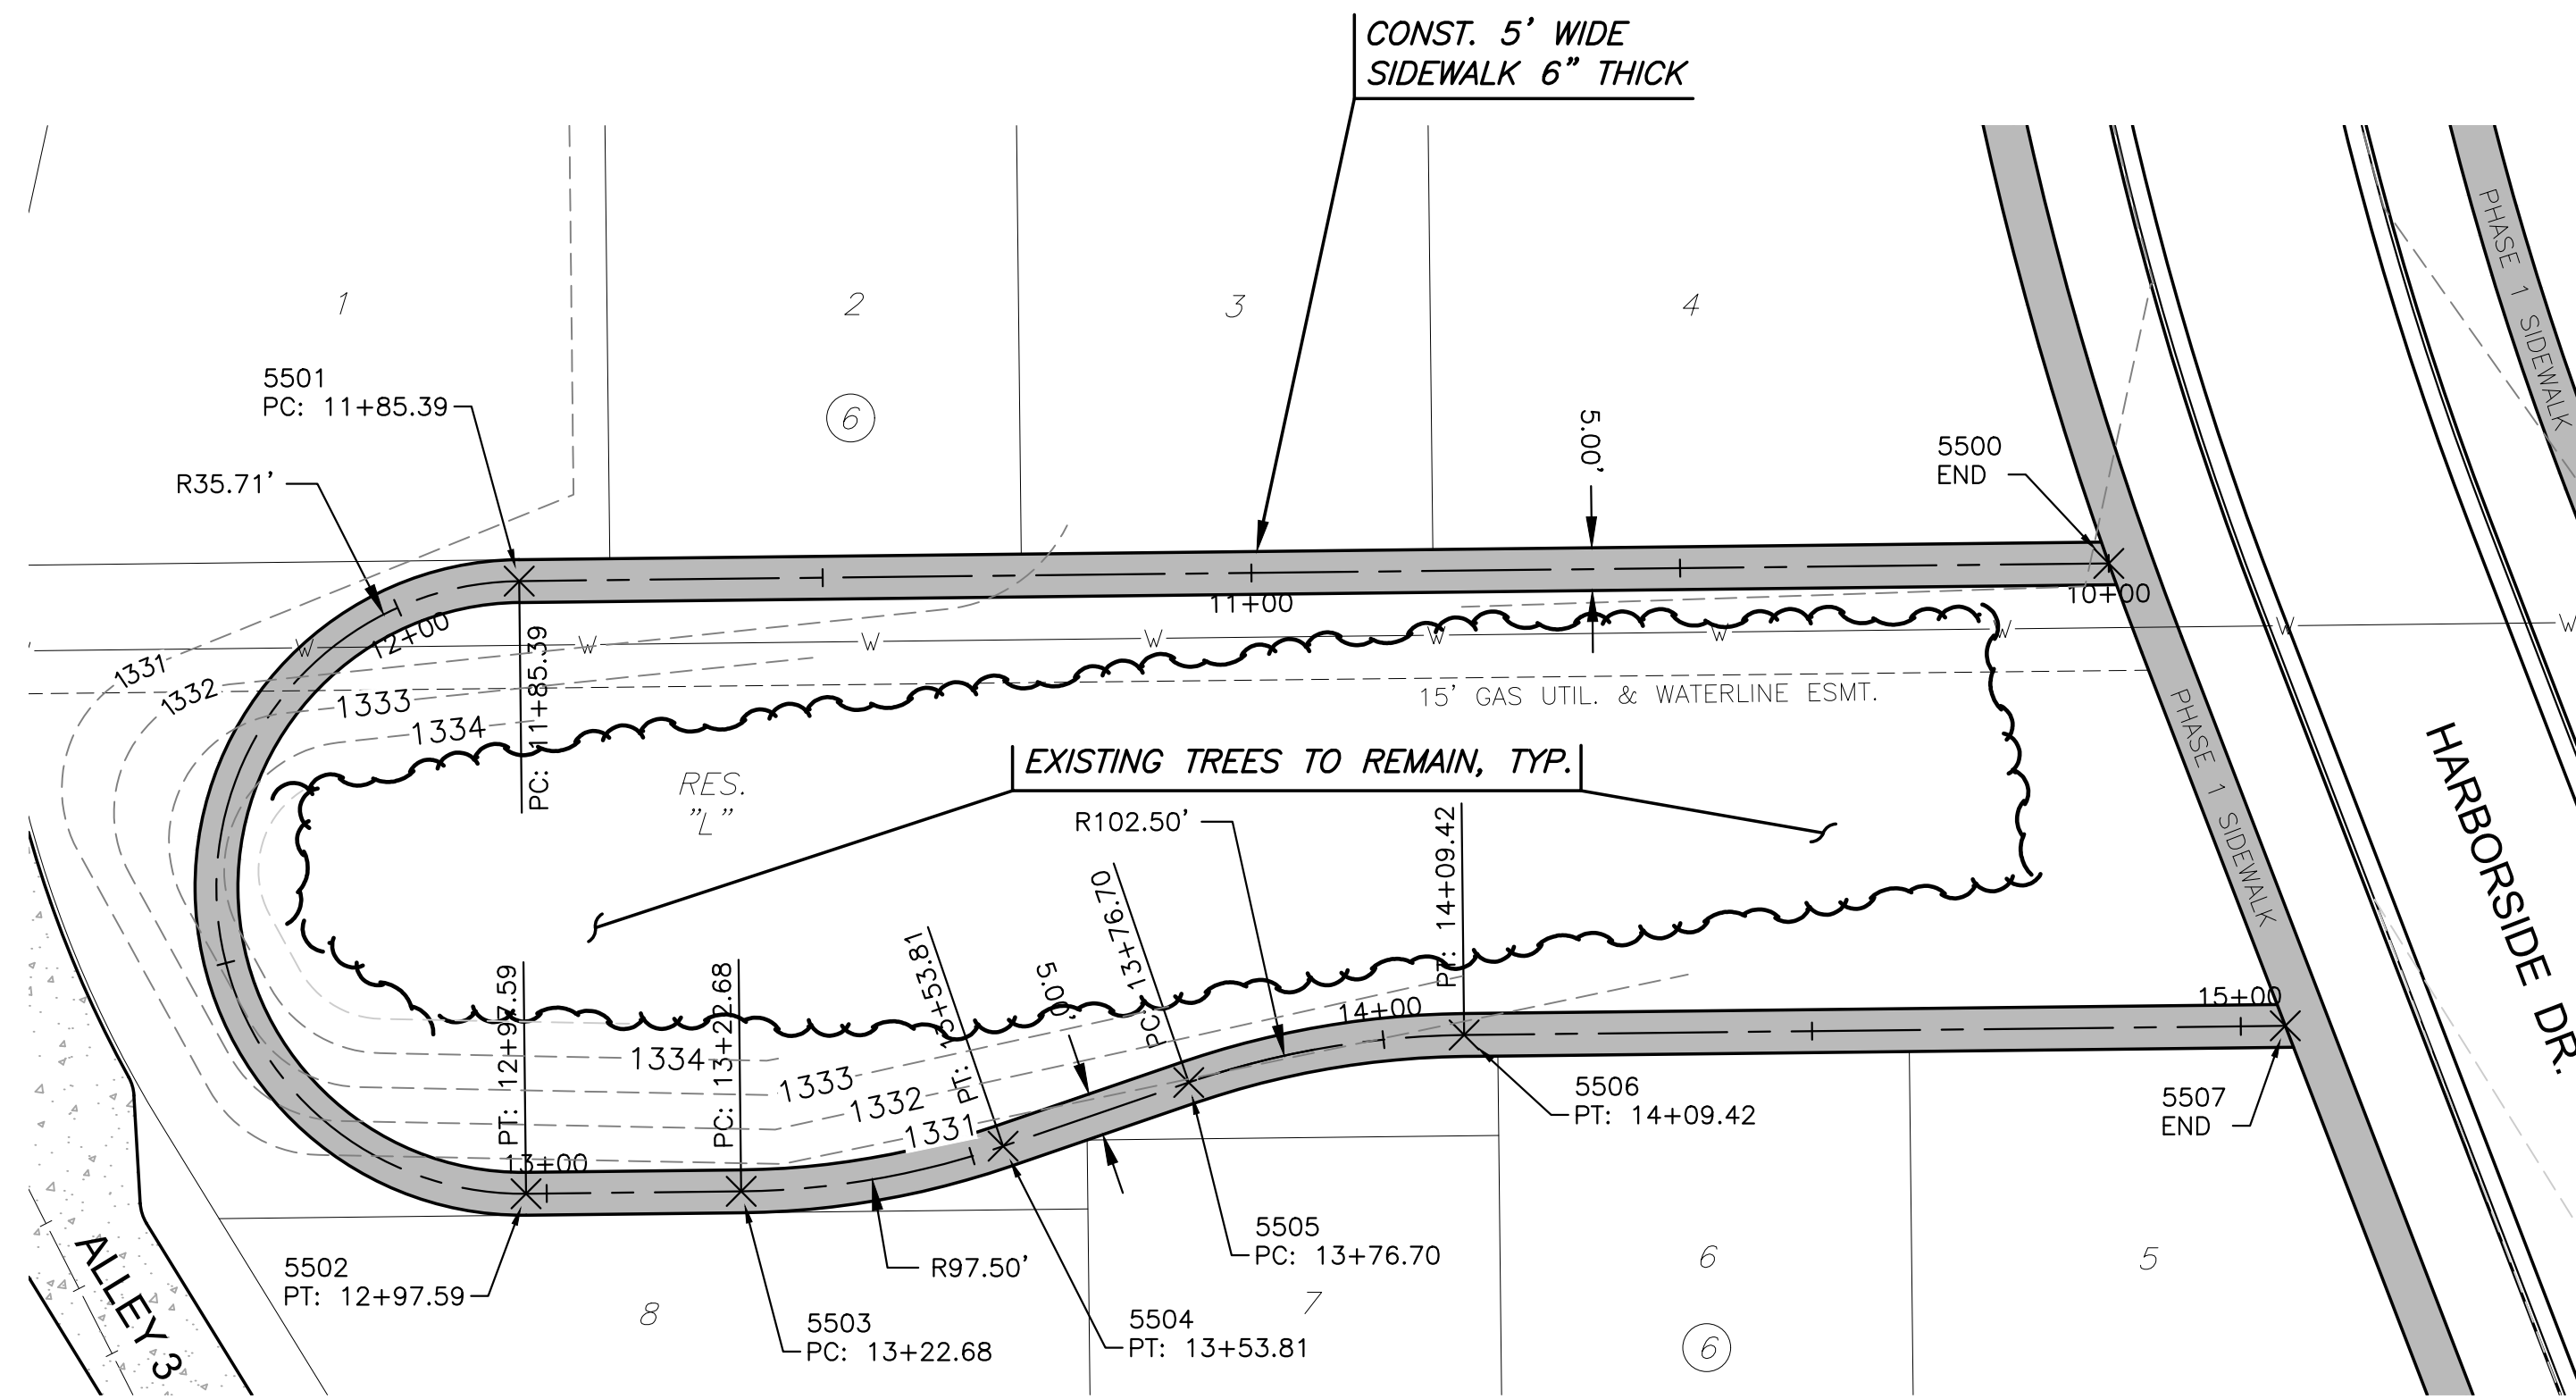 CONST. 5' WIDE
SIDEWALK 6" THICK
1
2
3
4
6
5501
PC: 11+85.39
R35.71'
5.00'
5500
END
PHASE 1 SIDEWALK
11+00
10+00
12+00
W W W W W W W W W
1331
1332
1333
1334
PC: 11+85.39
15' GAS UTIL. & WATERLINE ESMT.
PHASE 1 SIDEWALK
HARBORSIDE DR.
RES.
"L"
EXISTING TREES TO REMAIN, TYP.
R102.50'
PT: 14+09.42
PC: 13+76.70
PT: 13+53.81
5.00'
PT: 12+97.59
PC: 13+22.68
14+00
15+00
1334
1333
1332
1331
13+00
5506
PT: 14+09.42
5507
END
5505
PC: 13+76.70
5502
PT: 12+97.59
R97.50'
5503
PC: 13+22.68
5504
PT: 13+53.81
ALLEY 3
8
7
6
5
6